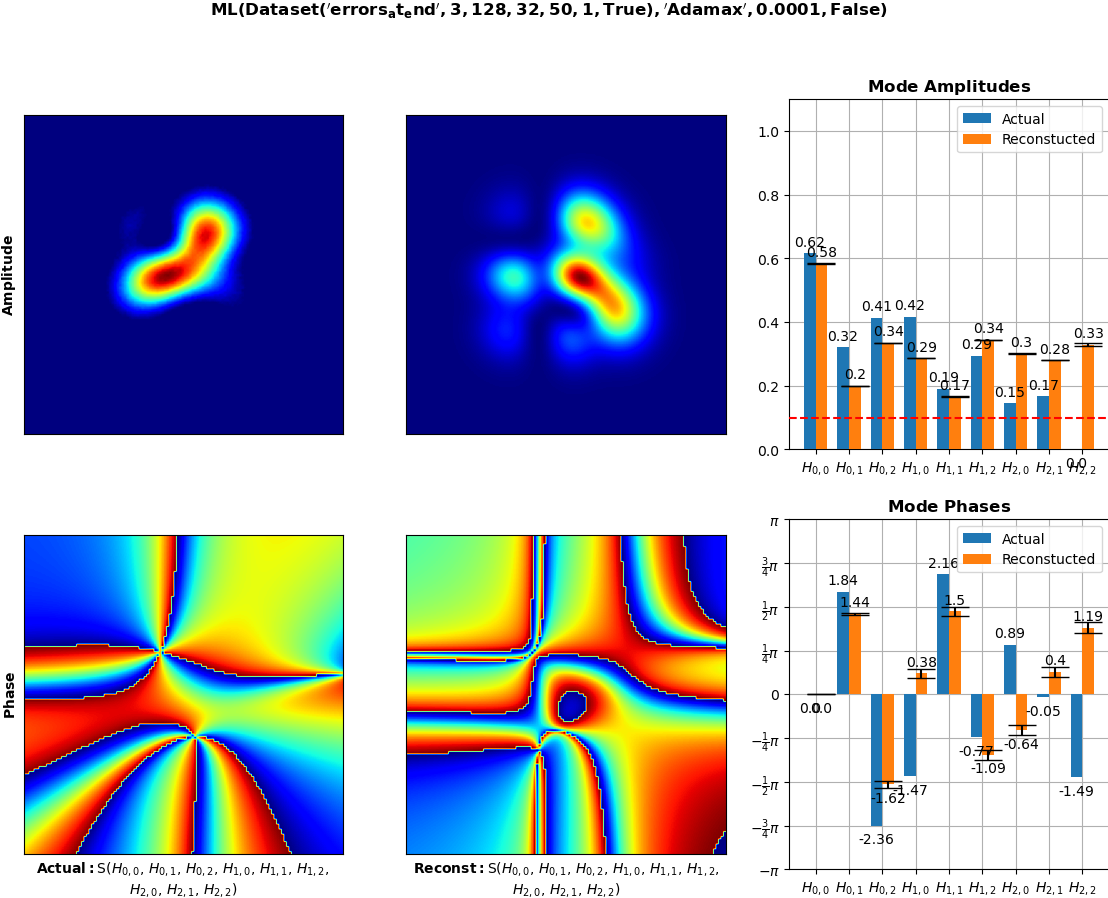 ML(Dataset('errors_at_end', 3, 128, 32, 50, 1, True), 'Adamax', 0.0001, False)
Amplitude
Mode Amplitudes
Actual
Reconstucted
1.0
0.8
0.6
0.4
0.2
0.0
0.62
0.58
0.32
0.2
0.41
0.34
0.42
0.29
0.19
0.17
0.29
0.34
0.15
0.3
0.17
0.28
0.0
0.33
H0,0 H0,1 H0,2 H1,0 H1,1 H1,2 H2,0 H2,1 H2,2
Phase
Actual: S(H0,0, H0,1, H0,2, H1,0, H1,1, H1,2,
H2,0, H2,1, H2,2)
Reconst: S(H0,0, H0,1, H0,2, H1,0, H1,1, H1,2,
H2,0, H2,1, H2,2)
Mode Phases
Actual
Reconstucted
π
3/4π
1/2π
1/4π
0
−1/4π
−1/2π
−3/4π
−π
0.0
0.0
1.84
1.44
-2.36
-1.62
-1.47
0.38
2.16
1.5
-0.77
-1.09
0.89
-0.64
-0.05
0.4
-1.49
1.19
H0,0 H0,1 H0,2 H1,0 H1,1 H1,2 H2,0 H2,1 H2,2